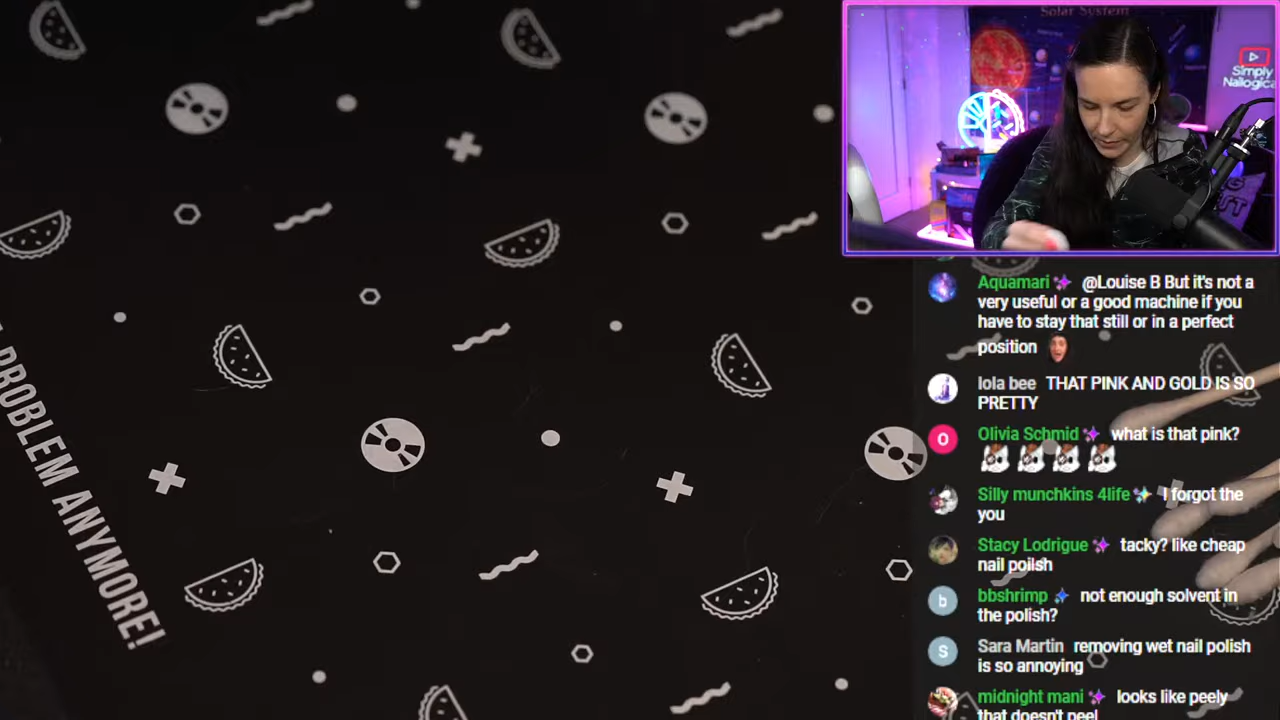 Solar System
Simply
Nailogical
PROBLEM ANYMORE!
Aquamari @Louise B But it's not a
very useful or a good machine if you
have to stay that still or in a perfect
position
lola bee THAT PINK AND GOLD IS SO
PRETTY
Olivia Schmid what is that pink?
Silly munchkins 4life I forgot the
you
Stacy Lodrigue tacky? like cheap
nail poilsh
bbshrimp not enough solvent in
the polish?
Sara Martin removing wet nail polish
is so annoying
midnight mani looks like peely
that doesn't peel